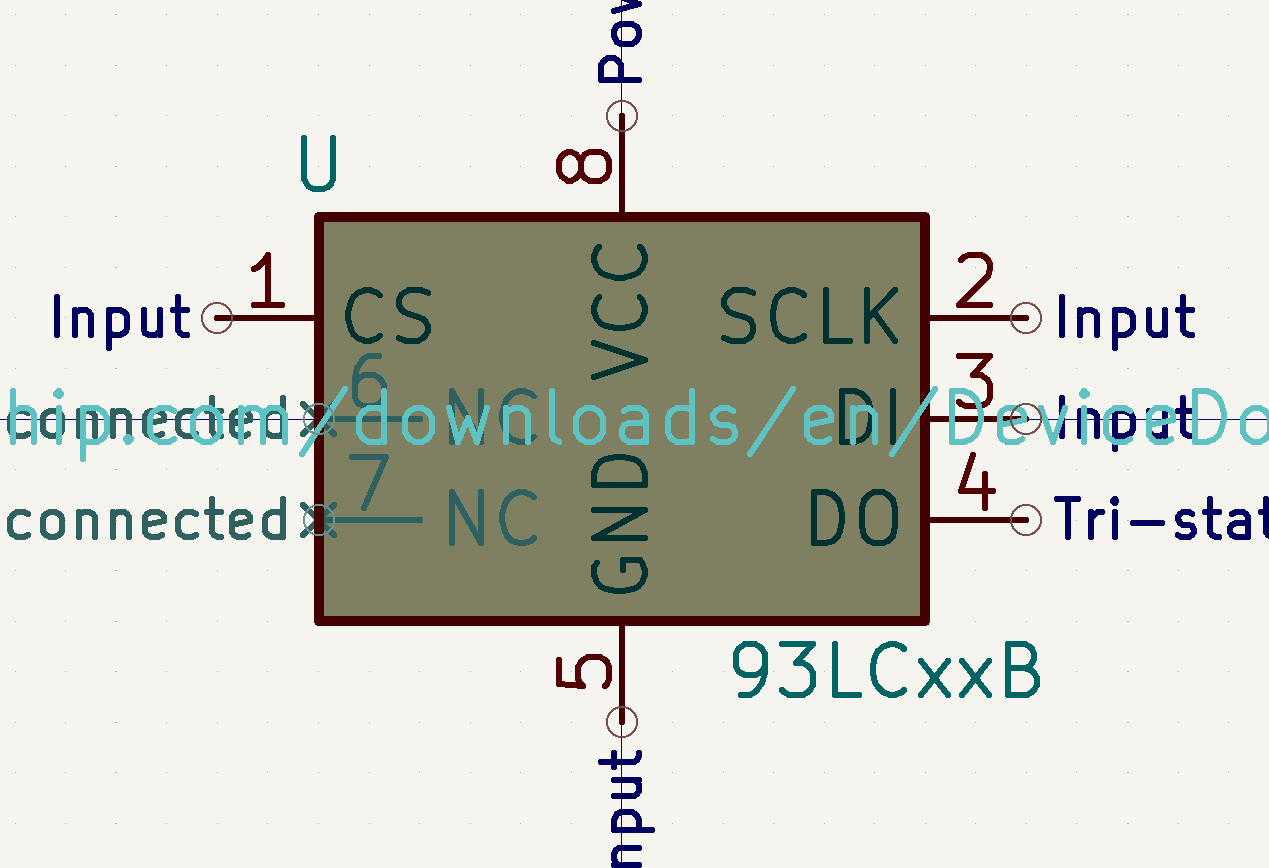 Pow
U
8
1
2
Input
CS
VCC
SCLK
Input
6
3
connected
NC
DI
Input
hip.com/downloads/en/DeviceDo
7
4
connected
NC
GND
DO
Tri-stat
5
93LCxxB
nput